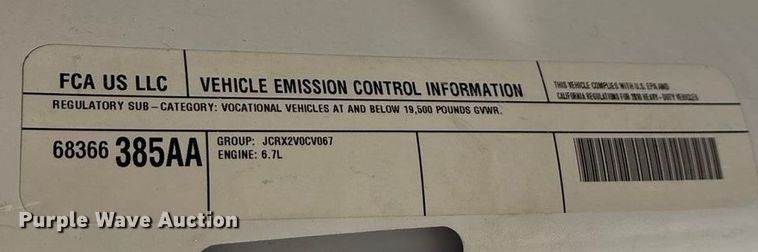 FCA US LLC
VEHICLE EMISSION CONTROL INFORMATION
THIS VEHICLE COMPLIES WITH U.S. EPA AND
CALIFORNIA REGULATIONS FOR 2018 HEAVY-DUTY VEHICLES
REGULATORY SUB-CATEGORY: VOCATIONAL VEHICLES AT AND BELOW 19,500 POUNDS GVWR.
68366 385AA
GROUP: JCRX2V0CV067
ENGINE: 6.7L
Purple Wave Auction